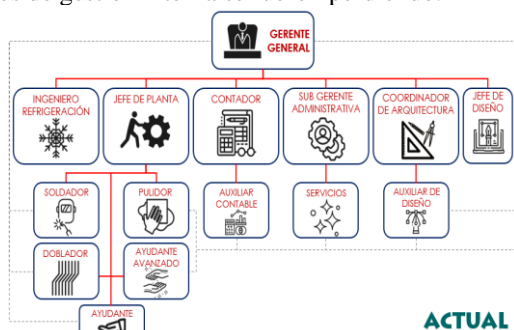 GERENTE
GENERAL
INGENIERO
REFRIGERACIÓN
JEFE DE PLANTA
CONTADOR
SUB GERENTE
ADMINISTRATIVA
COORDINADOR
DE ARQUITECTURA
JEFE DE
DISEÑO
SOLDADOR
PULIDOR
AUXILIAR
CONTABLE
SERVICIOS
AUXILIAR DE
DISEÑO
DOBLADOR
AYUDANTE
AVANZADO
AYUDANTE
ACTUAL